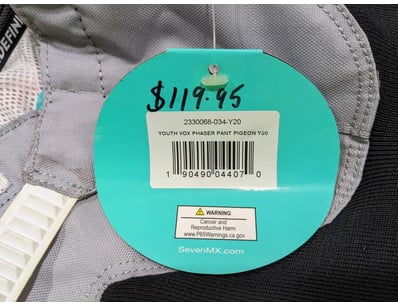 DEFIN
$119.95
2330068-034-Y20
YOUTH VOX PHASER PANT PIGEON Y20
1 90490 04407 0
WARNING
Cancer and
Reproductive Harm
www.P65Warnings.ca.gov
SevenMX.com